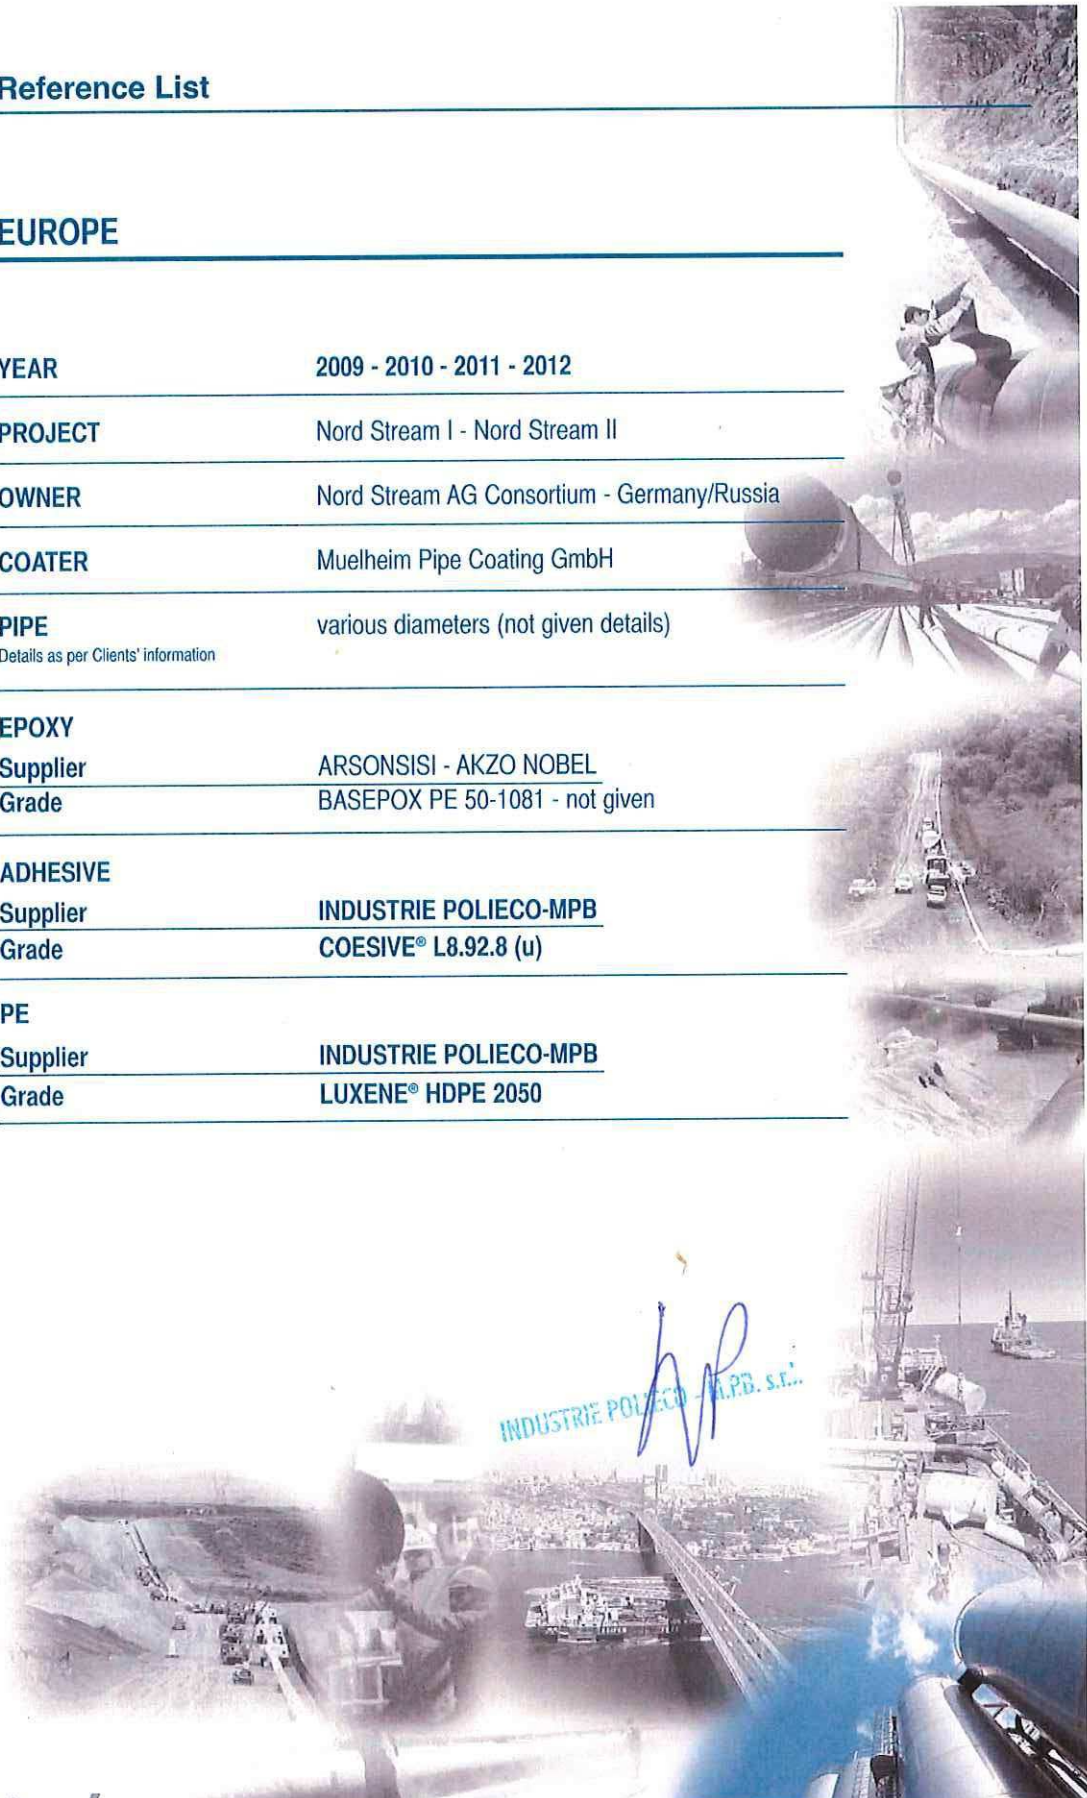 Reference List
EUROPE
YEAR 2009 - 2010 - 2011 - 2012
PROJECT Nord Stream I - Nord Stream II
OWNER Nord Stream AG Consortium - Germany/Russia
COATER Muelheim Pipe Coating GmbH
PIPE various diameters (not given details)
Details as per Clients' information
EPOXY
Supplier ARSONSISI - AKZO NOBEL
Grade BASEPOX PE 50-1081 - not given
ADHESIVE
Supplier INDUSTRIE POLIECO-MPB
Grade COESIVE® L8.92.8 (u)
PE
Supplier INDUSTRIE POLIECO-MPB
Grade LUXENE® HDPE 2050
INDUSTRIE POLIECO - M.P.B. s.r.l.